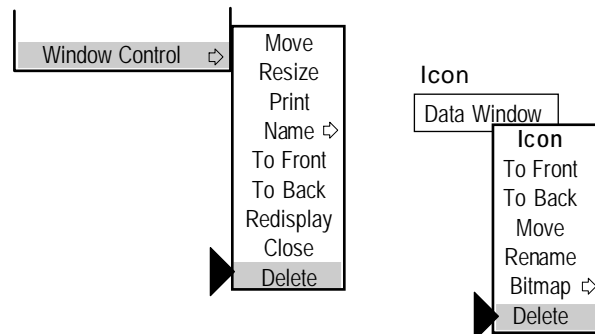 Window Control
Move
Resize
Print
Name
To Front
To Back
Redisplay
Close
Delete
Icon
Data Window
Icon
To Front
To Back
Move
Rename
Bitmap
Delete